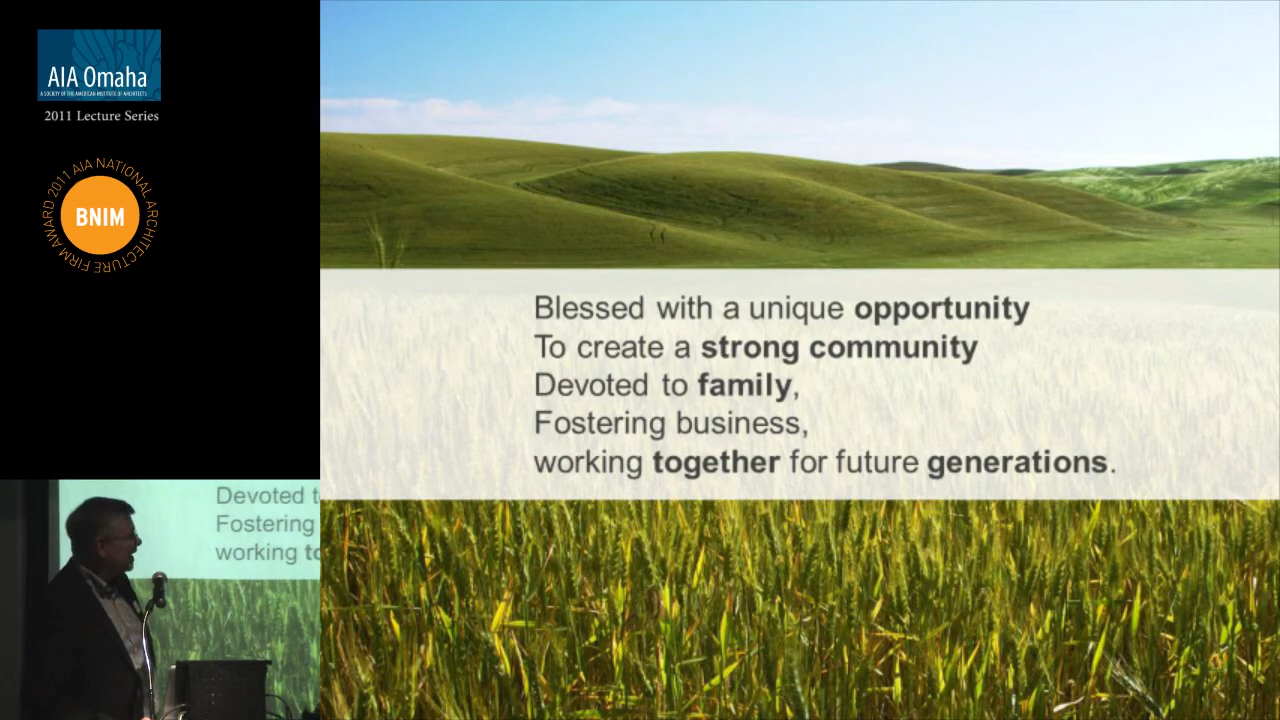 AIA Omaha
A SOCIETY OF THE AMERICAN INSTITUTE OF ARCHITECTS
2011 Lecture Series
2011 AIA NATIONAL ARCHITECTURE FIRM AWARD
BNIM
Blessed with a unique opportunity
To create a strong community
Devoted to family,
Fostering business,
working together for future generations.
Devoted t
Fostering
working to